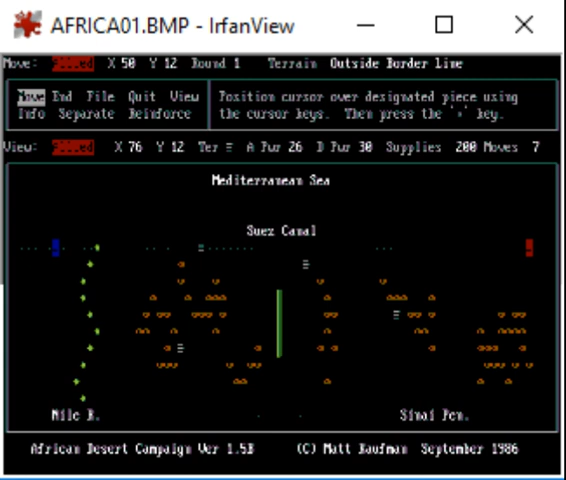 AFRICA01.BMP - IrfanView
Move: X 50 Y 12 Round 1 Terrain Outside Border Line
Move End File Quit View
Info Separate Reinforce
Position cursor over designated piece using
the cursor keys. Then press the '+' key.
View: X 76 Y 12 Ter = A Pwr 26 D Pwr 30 Supplies 200 Moves 7
Mediterranean Sea
Suez Canal
Nile R.
Sinai Pen.
African Desert Campaign Ver 1.53 (C) Matt Kaufman September 1986